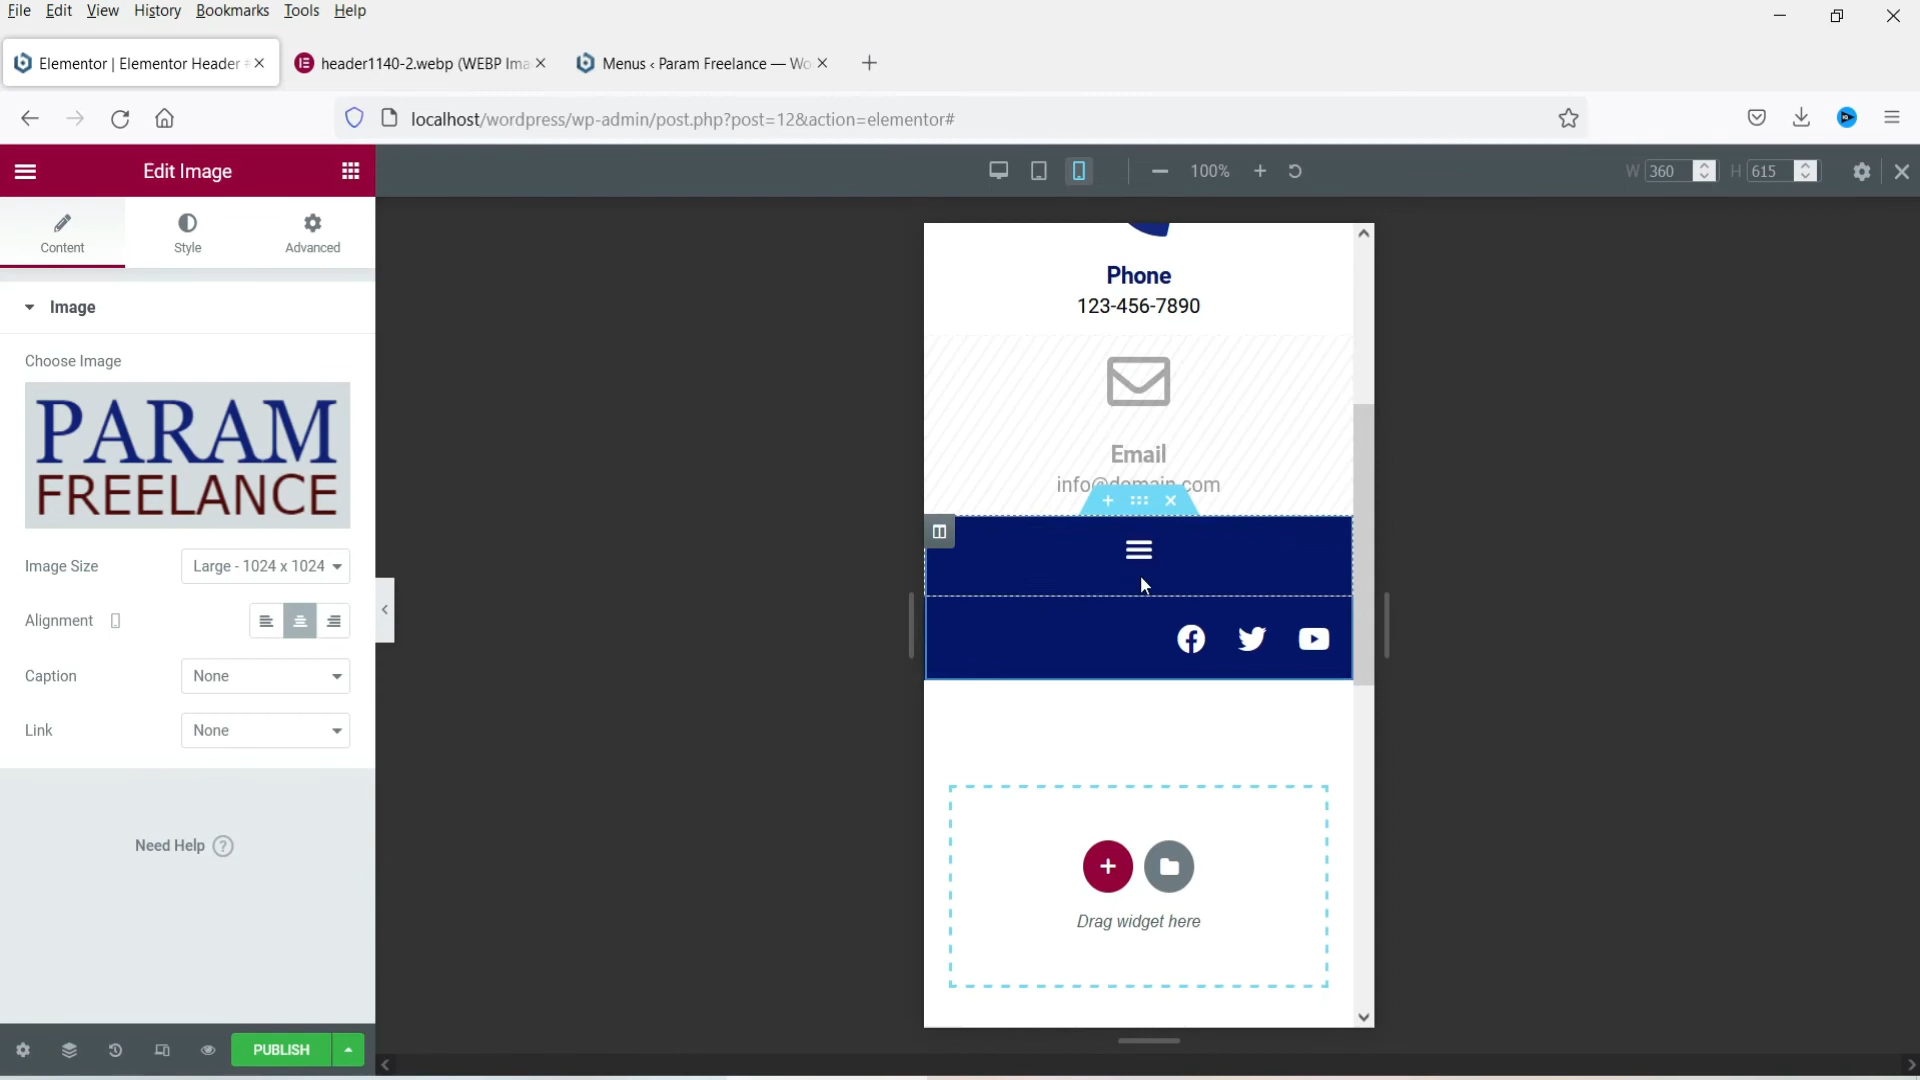 File Edit View History Bookmarks Tools Help
Elementor | Elementor Header
header1140-2.webp (WEBP Ima
Menus ‹ Param Freelance — Wo
localhost/wordpress/wp-admin/post.php?post=12&action=elementor#
Edit Image
100%
W 360
H 615
Content
Style
Advanced
Image
Choose Image
PARAM
FREELANCE
Image Size
Large - 1024 x 1024
Alignment
Caption
None
Link
None
Need Help ?
PUBLISH
Phone
123-456-7890
Email
info@domain.com
Drag widget here